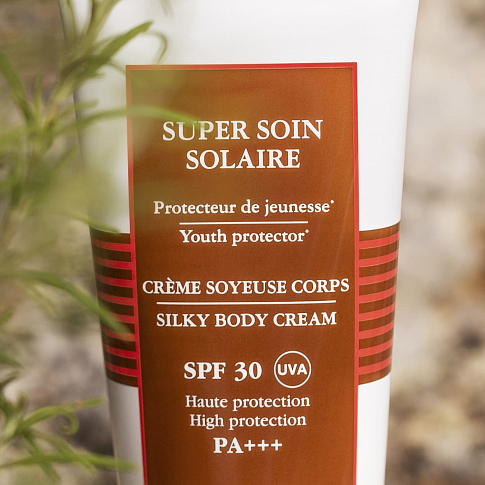 SUPER SOIN
SOLAIRE
Protecteur de jeunesse*
Youth protector*
CRÈME SOYEUSE CORPS
SILKY BODY CREAM
SPF 30 UVA
Haute protection
High protection
PA+++